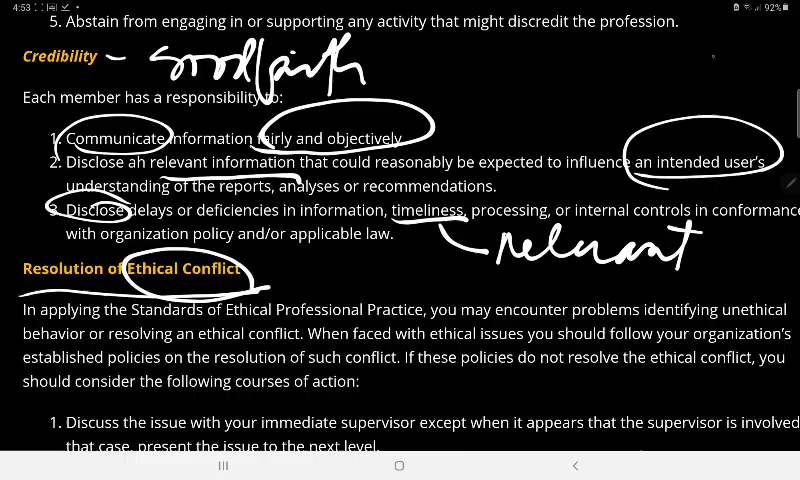 4:53
92%
5. Abstain from engaging in or supporting any activity that might discredit the profession.
Credibility - Good faith
Each member has a responsibility to:
1. Communicate information fairly and objectively.
2. Disclose all relevant information that could reasonably be expected to influence an intended user's
understanding of the reports, analyses or recommendations.
3. Disclose delays or deficiencies in information, timeliness, processing, or internal controls in conformance
with organization policy and/or applicable law.
relevant
Resolution of Ethical Conflict
In applying the Standards of Ethical Professional Practice, you may encounter problems identifying unethical
behavior or resolving an ethical conflict. When faced with ethical issues you should follow your organization's
established policies on the resolution of such conflict. If these policies do not resolve the ethical conflict, you
should consider the following courses of action:
1. Discuss the issue with your immediate supervisor except when it appears that the supervisor is involved
that case, present the issue to the next level.